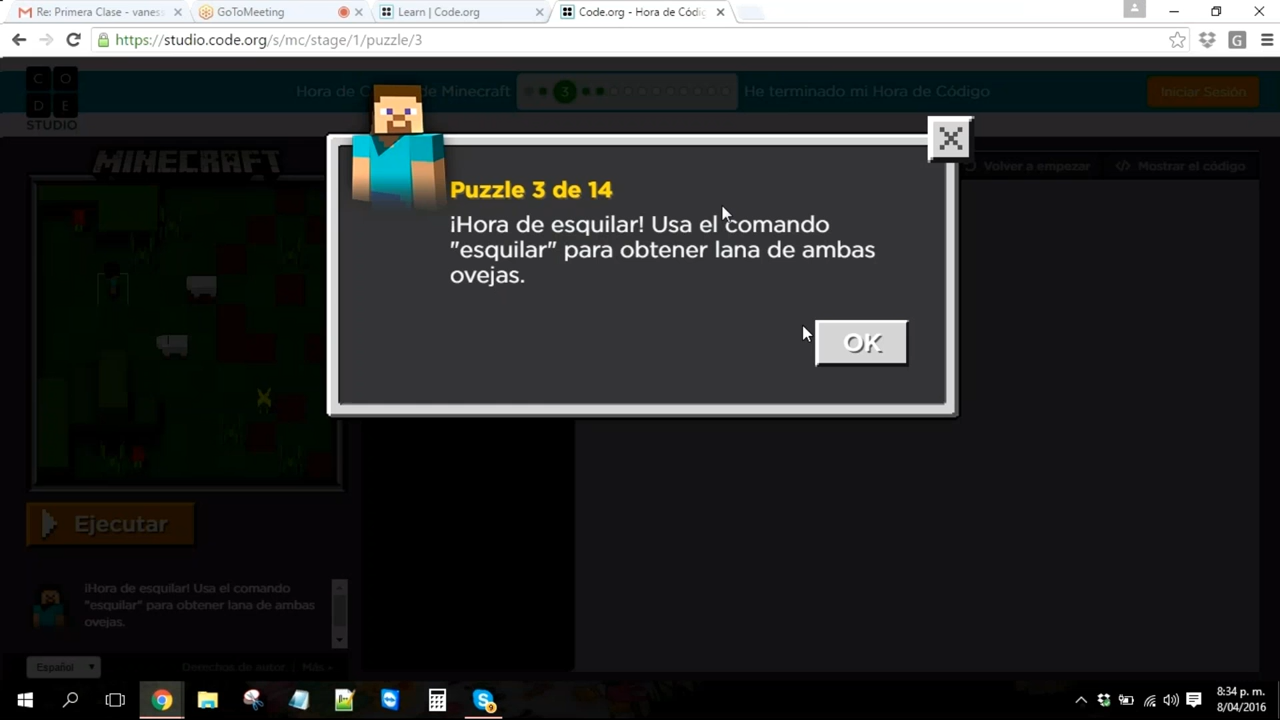 Re: Primera Clase - vanes
GoToMeeting
Learn | Code.org
Code.org - Hora de Códig
https://studio.code.org/s/mc/stage/1/puzzle/3
C O
D E
STUDIO
Hora de C de Minecraft
3
He terminado mi Hora de Código
Iniciar Sesión
MINECRAFT
Volver a empezar
</> Mostrar el código
Puzzle 3 de 14
¡Hora de esquilar! Usa el comando
"esquilar" para obtener lana de ambas
ovejas.
OK
Ejecutar
¡Hora de esquilar! Usa el comando
"esquilar" para obtener lana de ambas
ovejas.
Español
Derechos de autor
Más
8:34 p. m.
8/04/2016